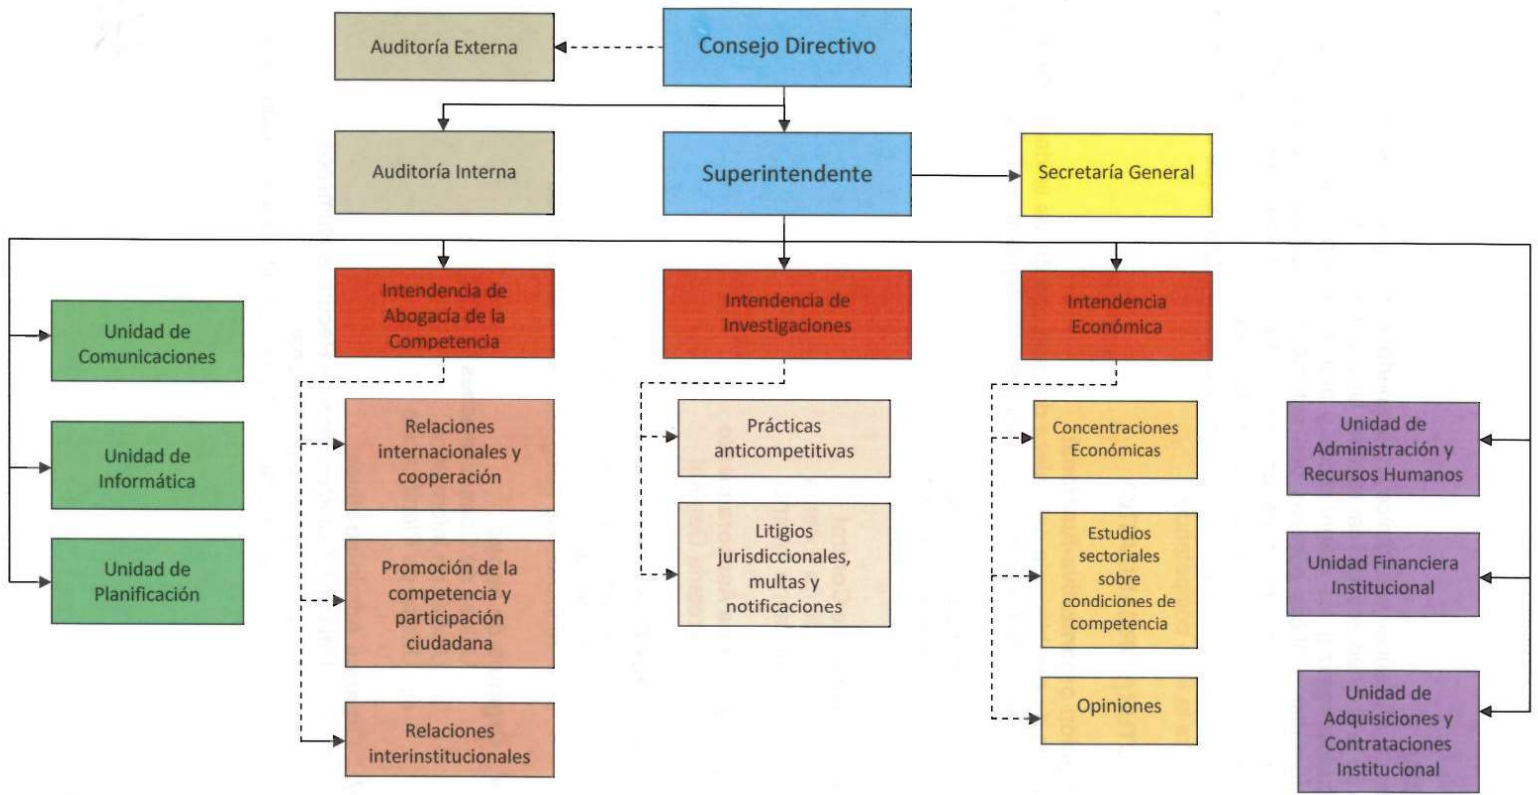 Auditoría Externa
Consejo Directivo
Auditoría Interna
Superintendente
Secretaría General
Intendencia de
Abogacía de la
Competencia
Intendencia de
Investigaciones
Intendencia
Económica
Unidad de
Comunicaciones
Unidad de
Informática
Unidad de
Planificación
Relaciones
internacionales y
cooperación
Promoción de la
competencia y
participación
ciudadana
Relaciones
interinstitucionales
Prácticas
anticompetitivas
Litigios
jurisdiccionales,
multas y
notificaciones
Concentraciones
Económicas
Estudios
sectoriales
sobre
condiciones de
competencia
Opiniones
Unidad de
Administración y
Recursos Humanos
Unidad Financiera
Institucional
Unidad de
Adquisiciones y
Contrataciones
Institucional